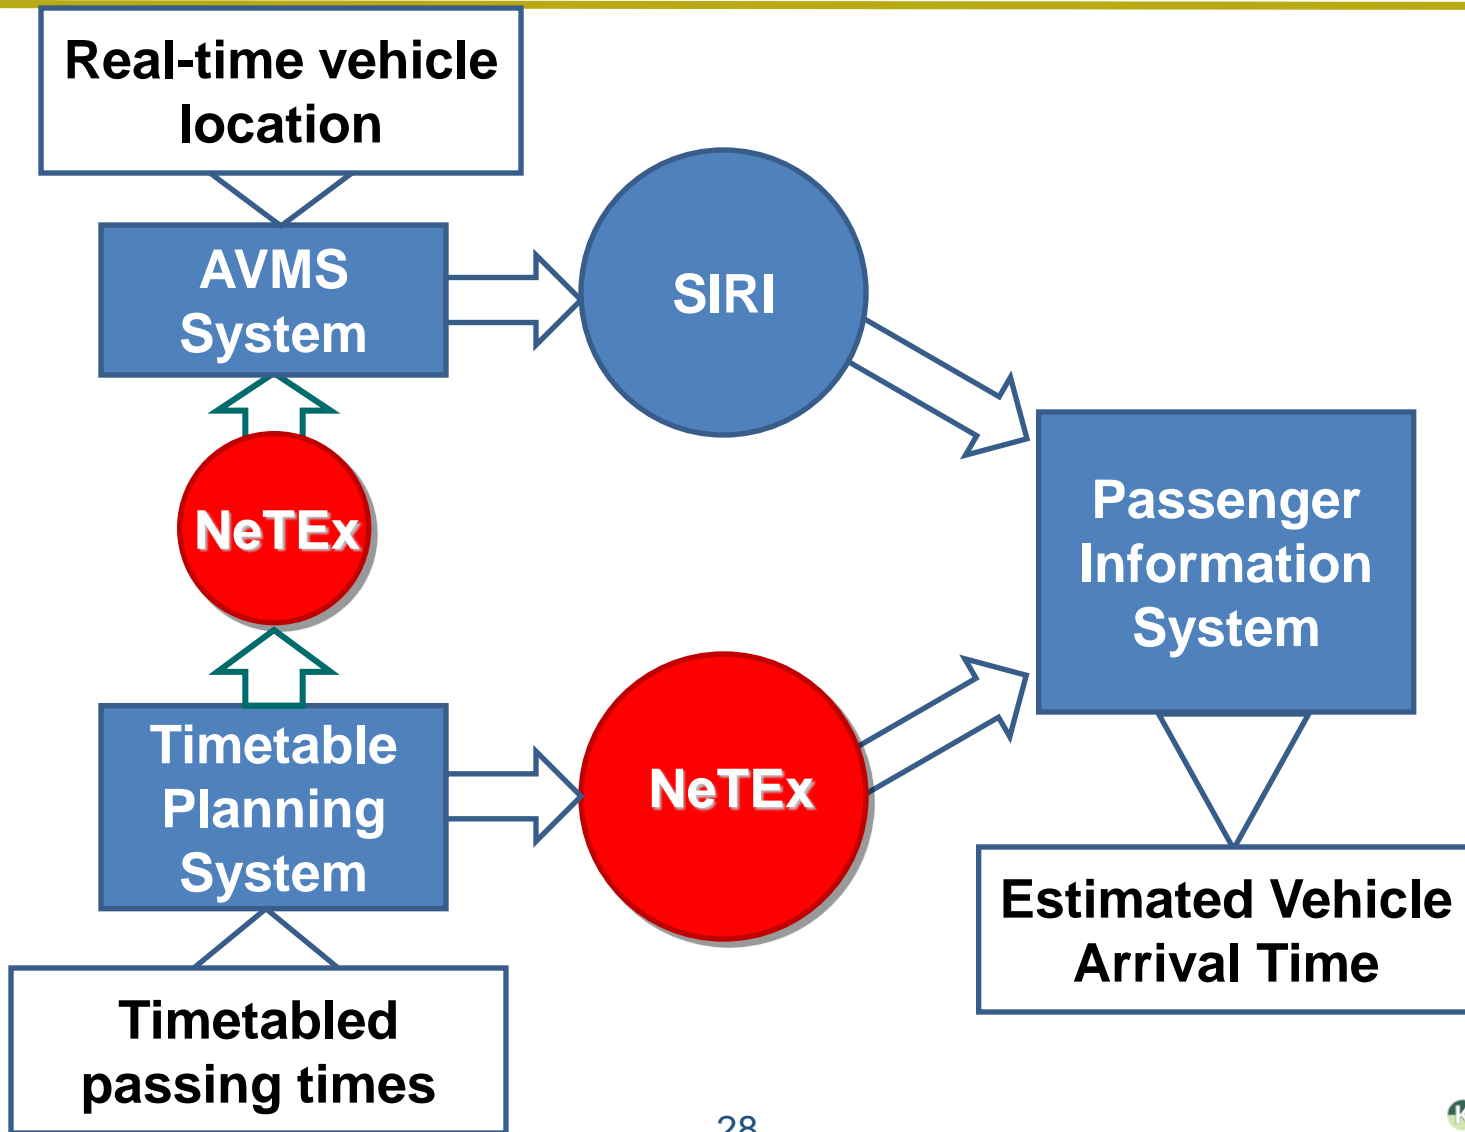 Real-time vehicle
location
AVMS
System
SIRI
NeTEx
Passenger
Information
System
Timetable
Planning
System
NeTEx
Estimated Vehicle
Arrival Time
Timetabled
passing times
28
K